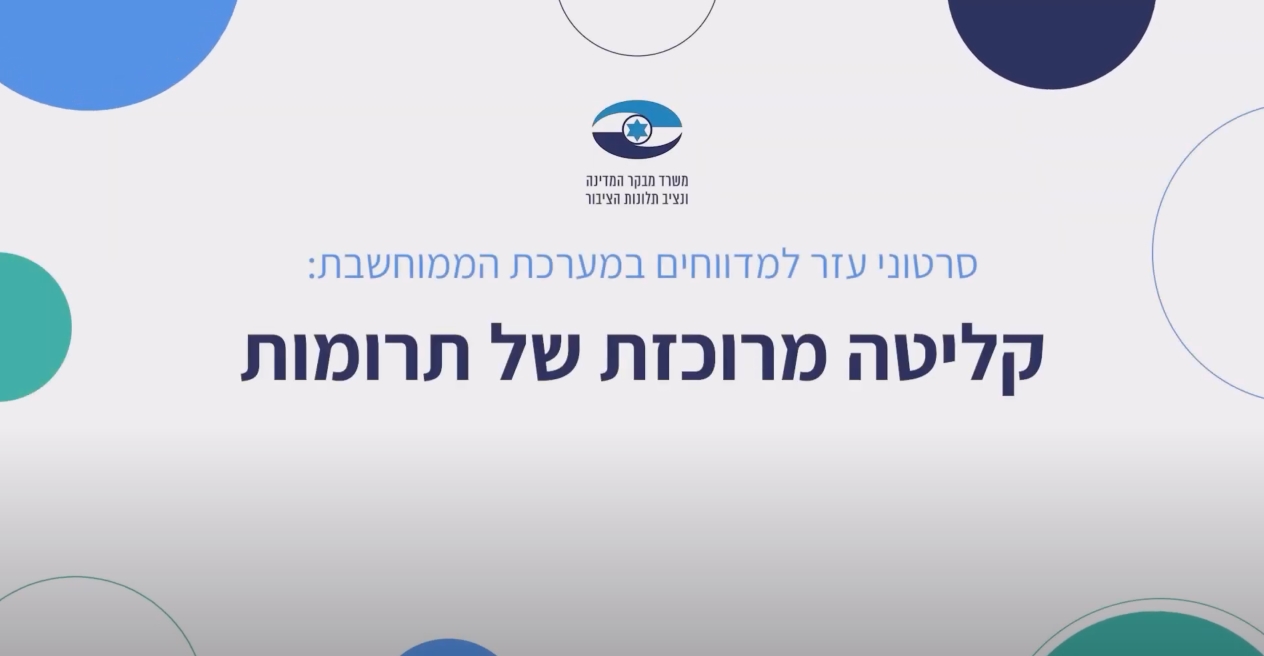 משרד מבקר המדינה
ונציב תלונות הציבור
סרטוני עזר למדווחים במערכת הממוחשבת:
קליטה מרוכזת של תרומות